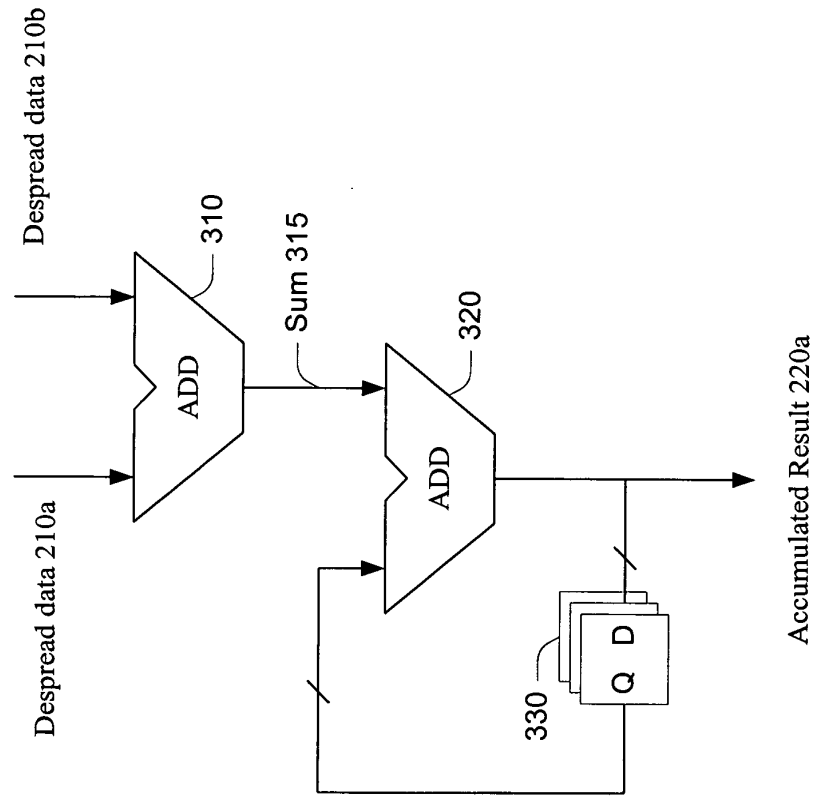 Despread data 210a
Despread data 210b
ADD
310
Sum 315
ADD
320
330
Q D
Accumulated Result 220a